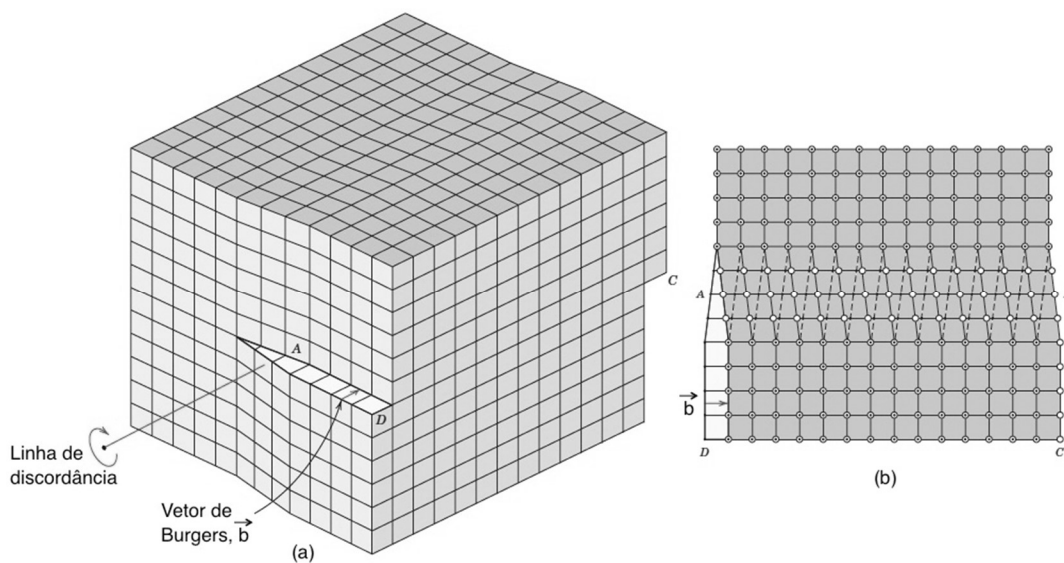 A
D
C
Linha de
discordância
Vetor de
Burgers, b
(a)
A
b
D
C
(b)